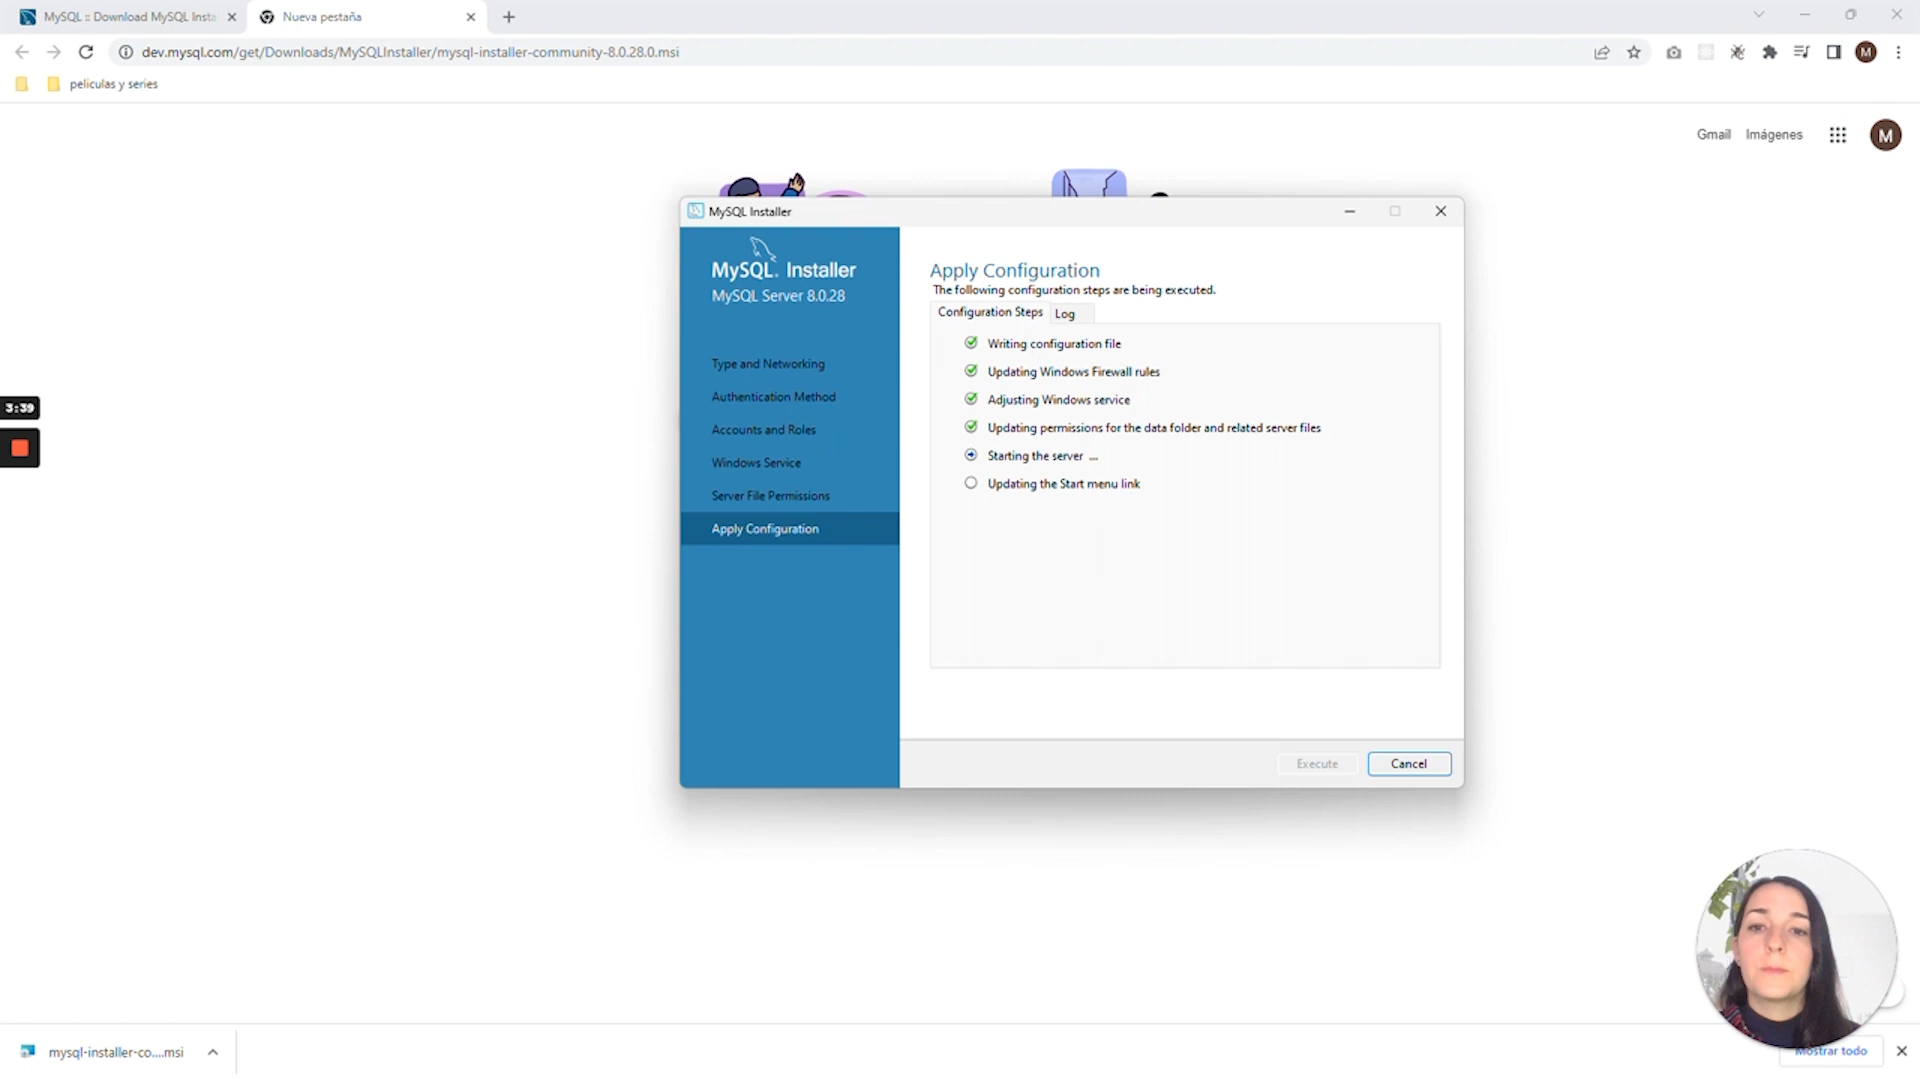 MySQL :: Download MySQL Insta
Nueva pestaña
dev.mysql.com/get/Downloads/MySQLInstaller/mysql-installer-community-8.0.28.0.msi
M
peliculas y series
Gmail
Imágenes
M
MySQL Installer
MySQL. Installer
MySQL Server 8.0.28
Type and Networking
Authentication Method
Accounts and Roles
Windows Service
Server File Permissions
Apply Configuration
Apply Configuration
The following configuration steps are being executed.
Configuration Steps
Log
Writing configuration file
Updating Windows Firewall rules
Adjusting Windows service
Updating permissions for the data folder and related server files
Starting the server ...
Updating the Start menu link
Execute
Cancel
3:39
mysql-installer-co....msi
Mostrar todo